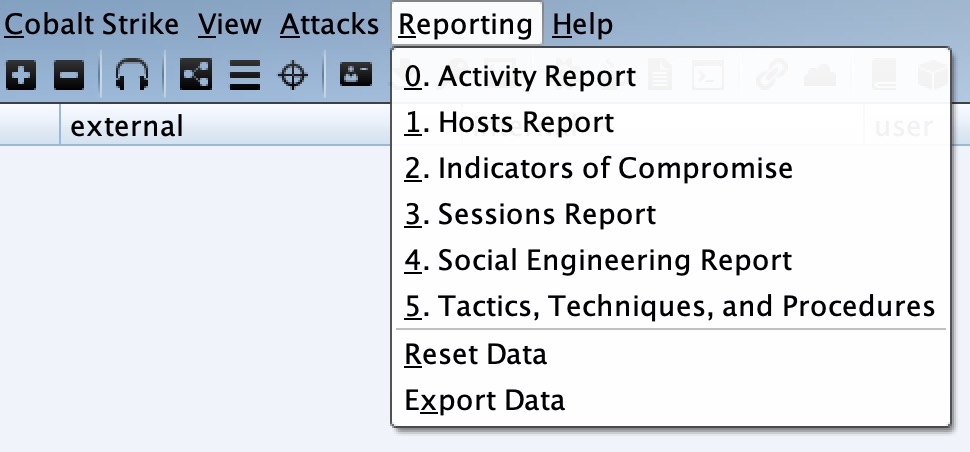 Cobalt Strike View Attacks Reporting Help
0. Activity Report
external
1. Hosts Report
user
2. Indicators of Compromise
3. Sessions Report
4. Social Engineering Report
5. Tactics, Techniques, and Procedures
Reset Data
Export Data